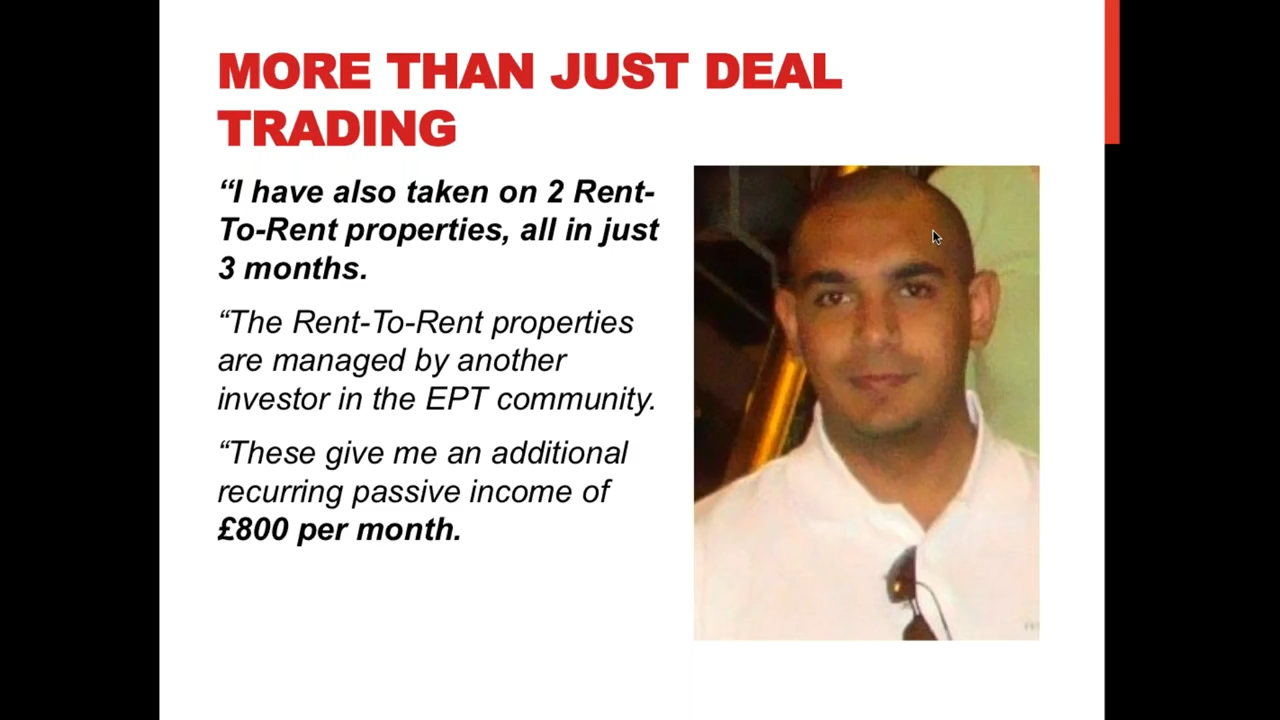 MORE THAN JUST DEAL
TRADING
“I have also taken on 2 Rent-
To-Rent properties, all in just
3 months.
“The Rent-To-Rent properties
are managed by another
investor in the EPT community.
“These give me an additional
recurring passive income of
£800 per month.